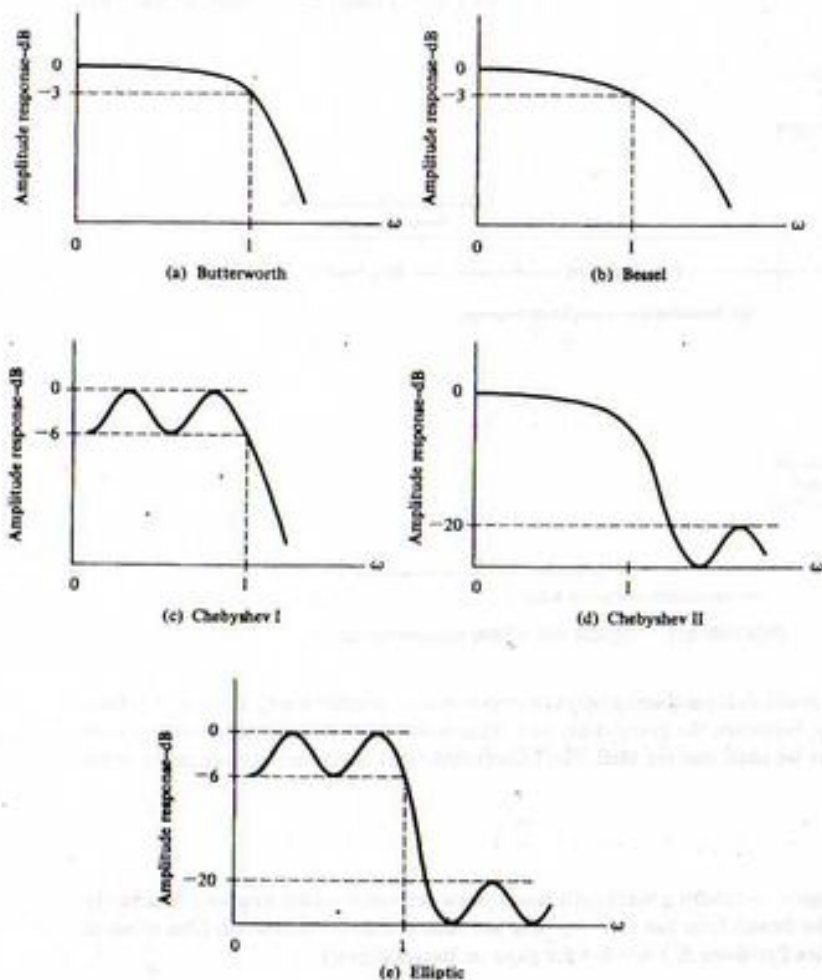 Amplitude response–dB
0
−3
0
1
ω
(a) Butterworth
Amplitude response–dB
0
−3
0
1
ω
(b) Bessel
Amplitude response–dB
0
−6
0
1
ω
(c) Chebyshev I
Amplitude response–dB
0
−20
0
1
ω
(d) Chebyshev II
Amplitude response–dB
0
−6
−20
0
1
ω
(e) Elliptic